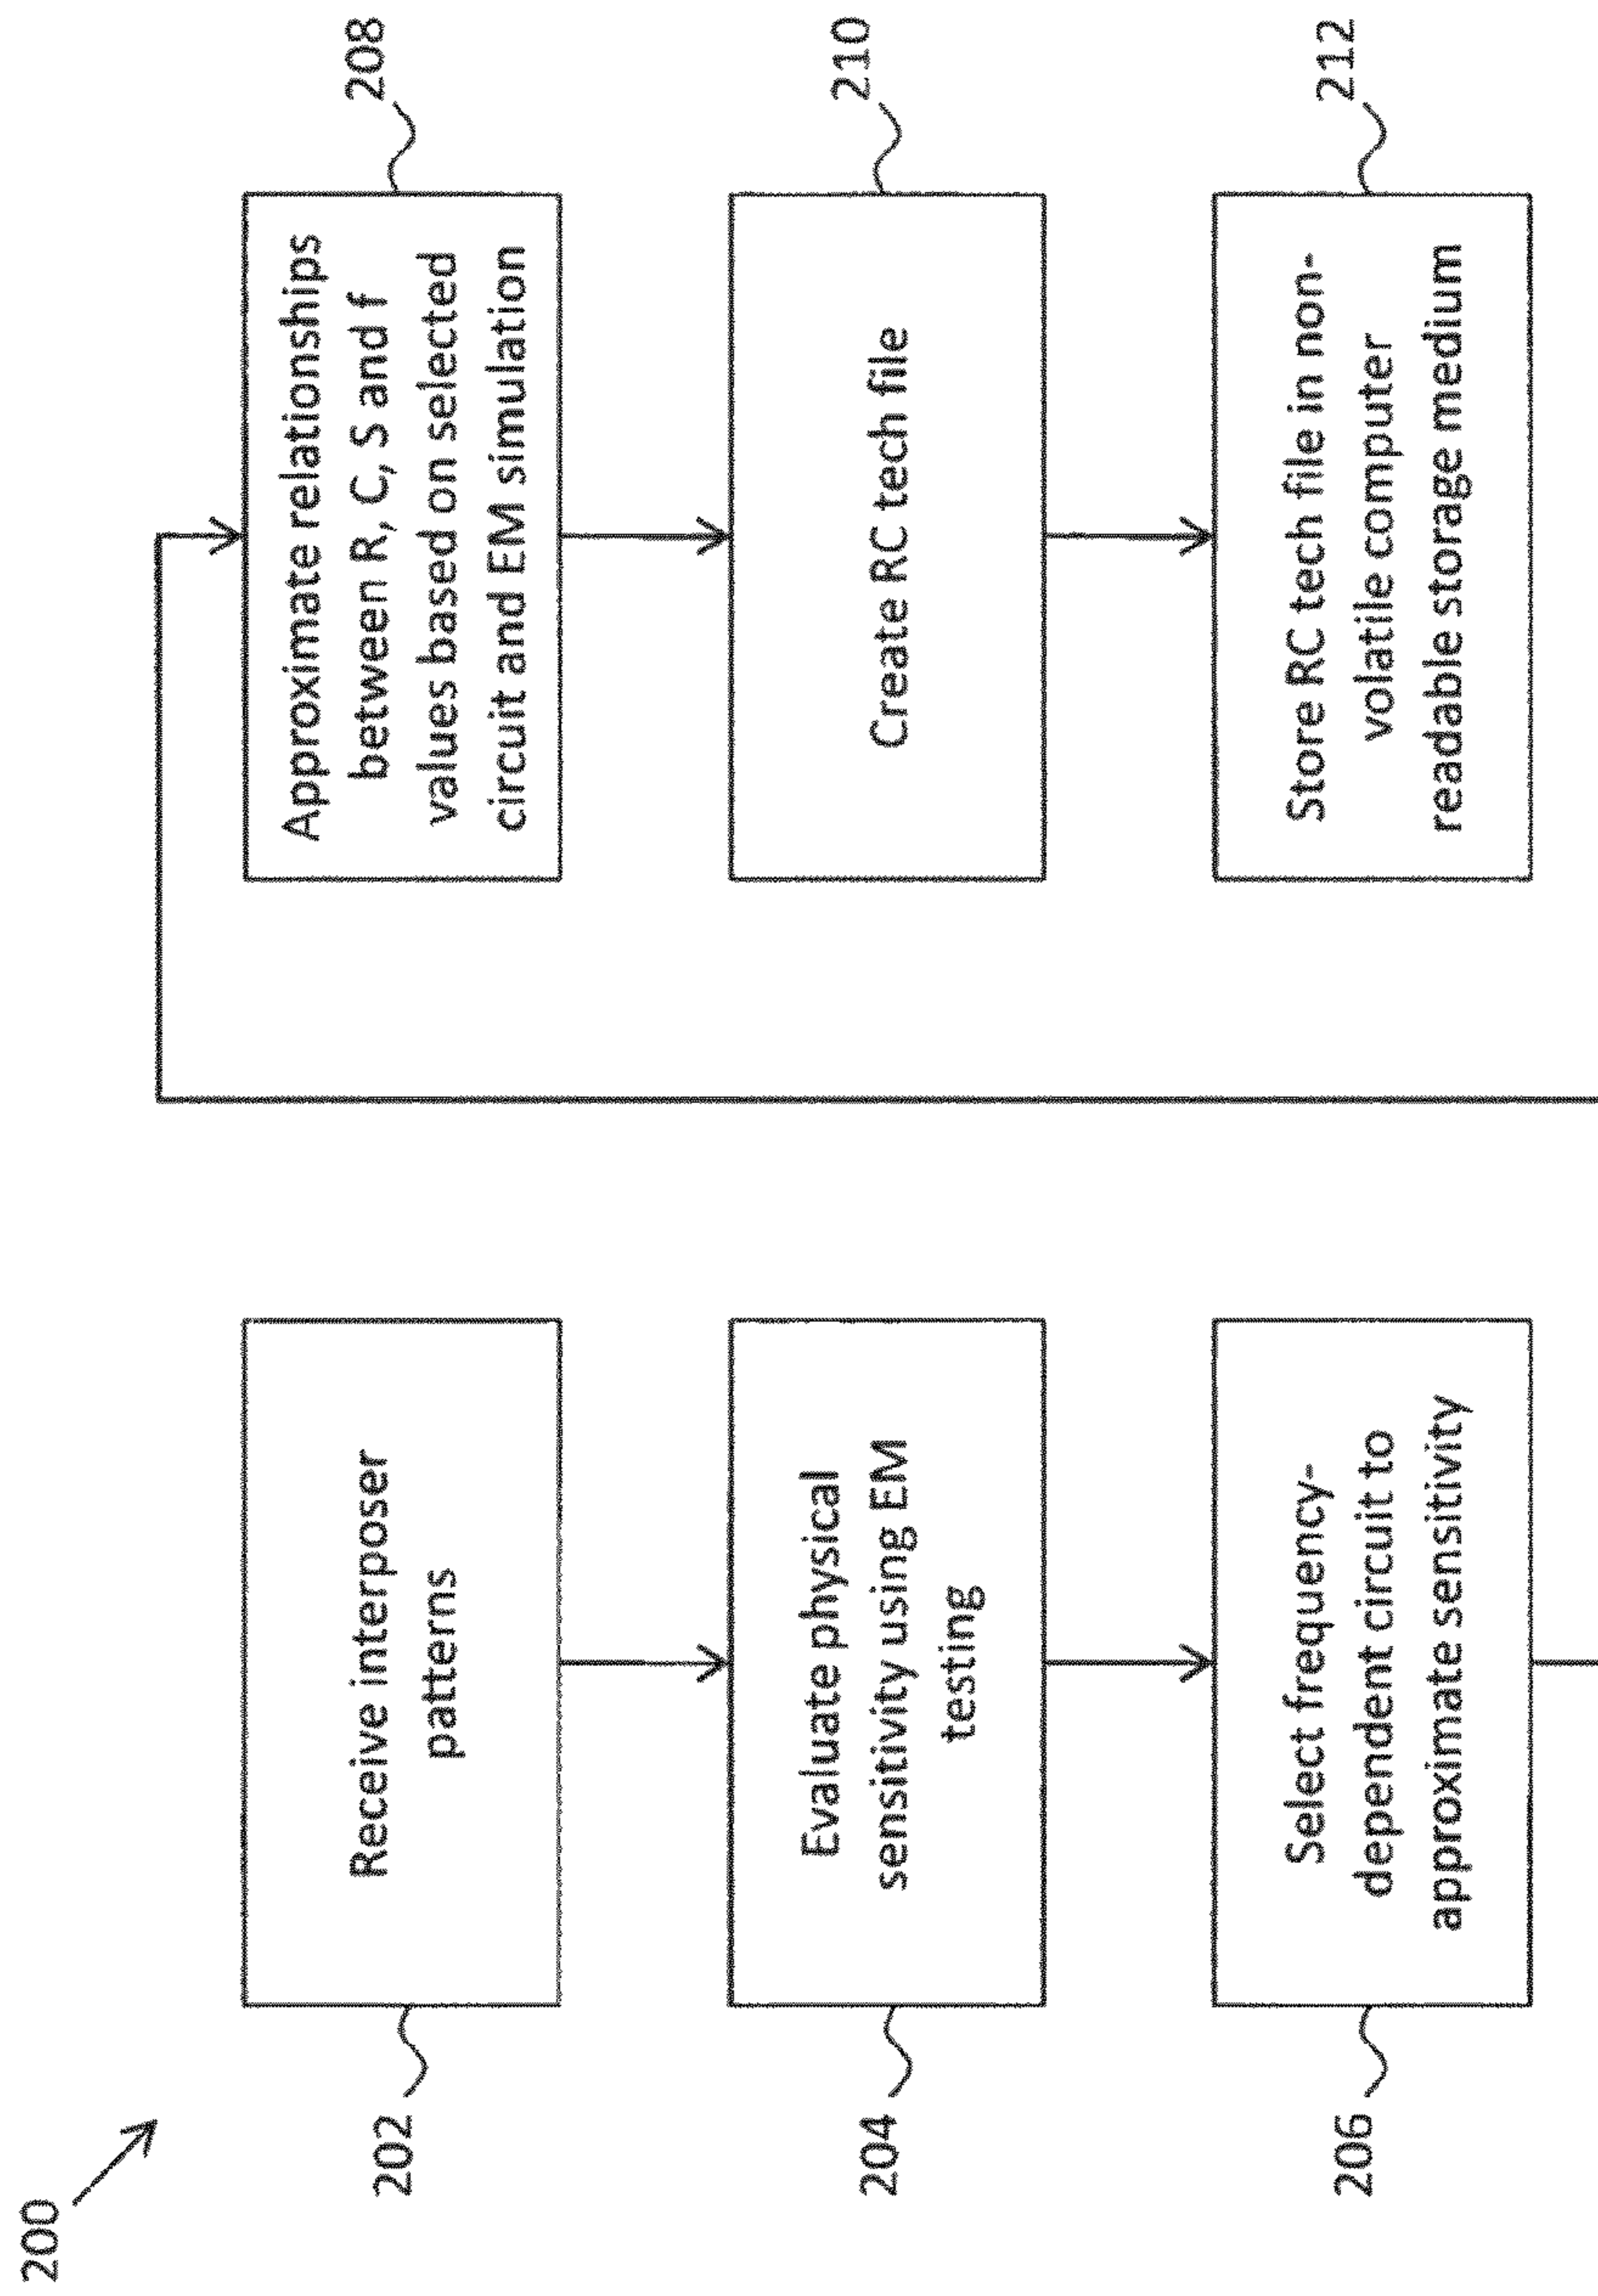 200
202
Receive interposer
patterns
204
Evaluate physical
sensitivity using EM
testing
206
Select frequency-
dependent circuit to
approximate sensitivity
208
Approximate relationships
between R, C, S and f
values based on selected
circuit and EM simulation
210
Create RC tech file
212
Store RC tech file in non-
volatile computer
readable storage medium